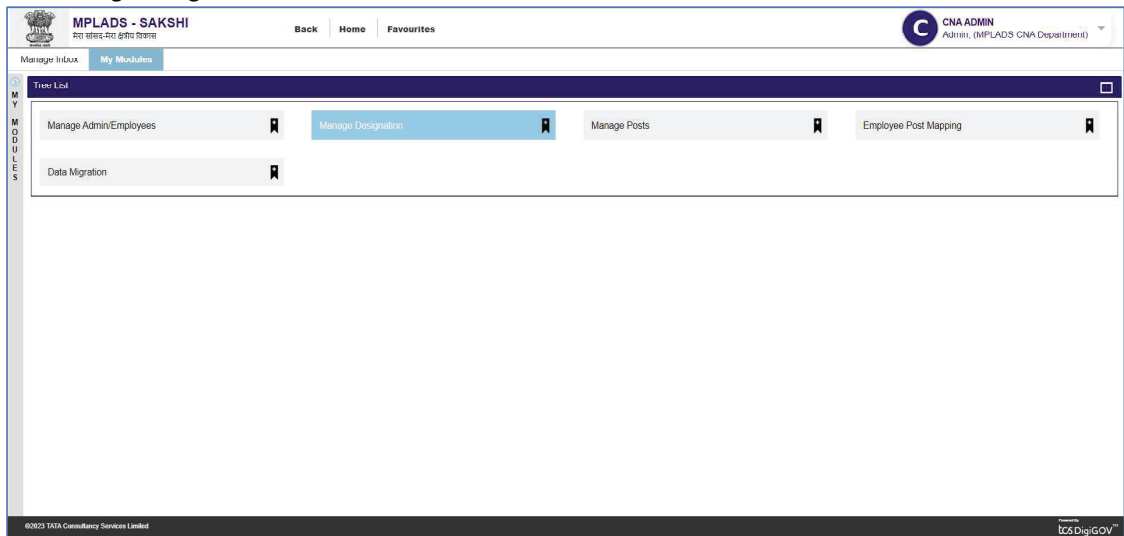 MPLADS - SAKSHI
मेरा सांसद-मेरा क्षेत्रीय विकास
Back Home Favourites
C
CNA ADMIN
Admin, (MPLADS CNA Department)
Manage Inbox My Modules
MY MODULES
Tree List
Manage Admin/Employees Manage Designation Manage Posts Employee Post Mapping
Data Migration
©2023 TATA Consultancy Services Limited
Powered By
tcs DigiGOV™